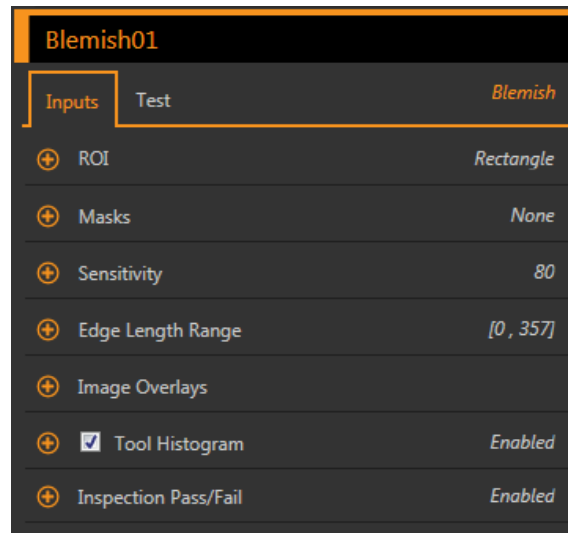 Blemish01
Inputs Test Blemish
ROI Rectangle
Masks None
Sensitivity 80
Edge Length Range [0 , 357]
Image Overlays
Tool Histogram Enabled
Inspection Pass/Fail Enabled